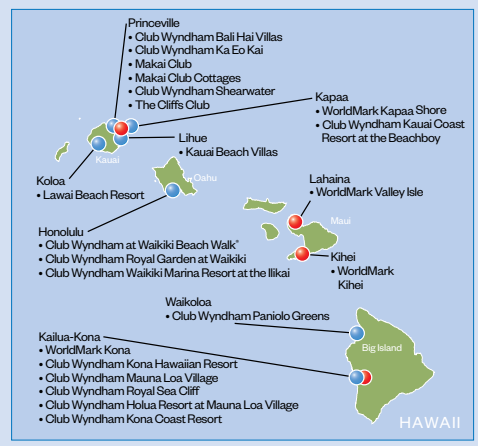 Princeville
• Club Wyndham Bali Hai Villas
• Club Wyndham Ka Eo Kai
• Makai Club
• Makai Club Cottages
• Club Wyndham Shearwater
• The Cliffs Club
Kapaa
• WorldMark Kapaa Shore
• Club Wyndham Kauai Coast
Resort at the Beachboy
Lihue
• Kauai Beach Villas
Kauai
Koloa
• Lawai Beach Resort
Oahu
Lahaina
• WorldMark Valley Isle
Maui
Honolulu
• Club Wyndham at Waikiki Beach Walk®
• Club Wyndham Royal Garden at Waikiki
• Club Wyndham Waikiki Marina Resort at the Ilikai
Kihei
• WorldMark
Kihei
Waikoloa
• Club Wyndham Paniolo Greens
Kailua-Kona
• WorldMark Kona
• Club Wyndham Kona Hawaiian Resort
• Club Wyndham Mauna Loa Village
• Club Wyndham Royal Sea Cliff
• Club Wyndham Holua Resort at Mauna Loa Village
• Club Wyndham Kona Coast Resort
Big Island
HAWAII